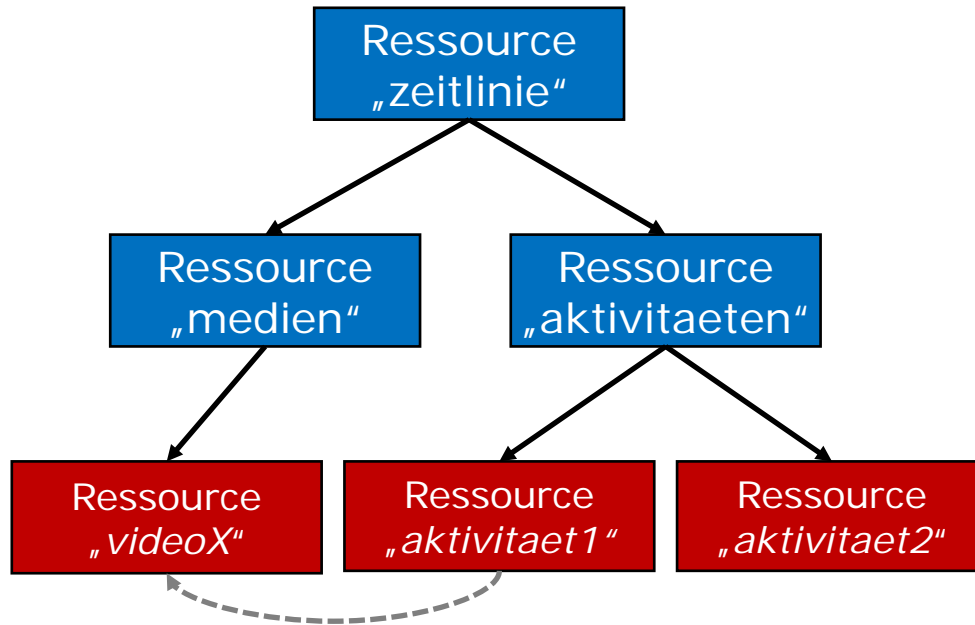 Ressource
„zeitlinie“
Ressource
„medien“
Ressource
„aktivitaeten“
Ressource
„videoX“
Ressource
„aktivitaet1“
Ressource
„aktivitaet2“